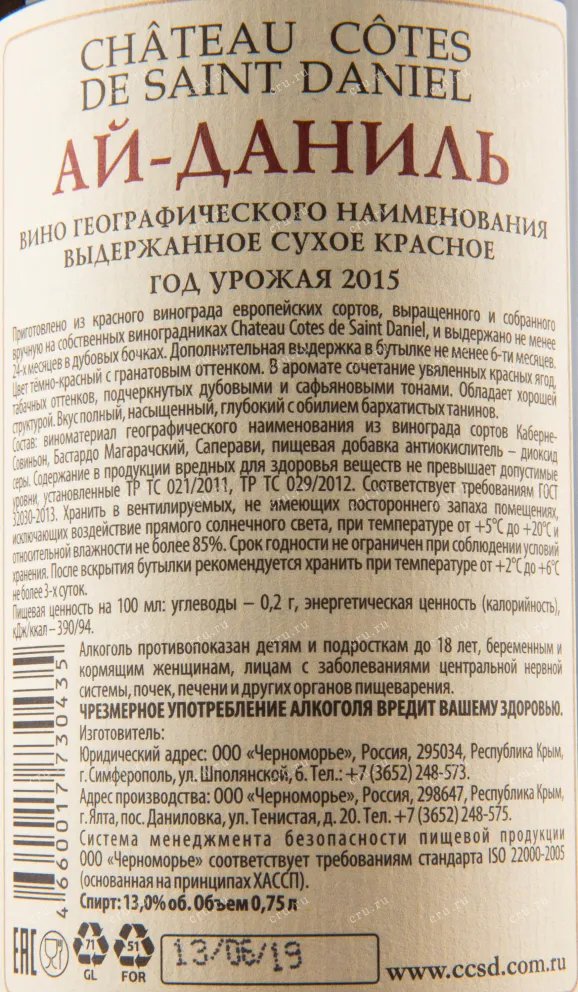 CHÂTEAU CÔTES
DE SAINT DANIEL
АЙ-ДАНИЛЬ
ВИНО ГЕОГРАФИЧЕСКОГО НАИМЕНОВАНИЯ
ВЫДЕРЖАННОЕ СУХОЕ КРАСНОЕ
ГОД УРОЖАЯ 2015
Приготовлено из красного винограда европейских сортов, выращенного и собранного
вручную на собственных виноградниках Chateau Cotes de Saint Daniel, и выдержано не менее
24-х месяцев в дубовых бочках. Дополнительная выдержка в бутылке не менее 6-ти месяцев.
Цвет тёмно-красный с гранатовым оттенком. В аромате сочетание увяленных красных ягод,
табачных оттенков, подчеркнутых дубовыми и сафьяновыми тонами. Обладает хорошей
структурой. Вкус полный, насыщенный, глубокий с обилием бархатистых танинов.
Состав: виноматериал географического наименования из винограда сортов Каберне-
Совиньон, Бастардо Магарачский, Саперави, пищевая добавка антиокислитель – диоксид
серы. Содержание в продукции вредных для здоровья веществ не превышает допустимые
уровни, установленные ТР ТС 021/2011, ТР ТС 029/2012. Соответствует требованиям ГОСТ
32030-2013. Хранить в вентилируемых, не имеющих постороннего запаха помещениях,
исключающих воздействие прямого солнечного света, при температуре от +5°С до +20°С и
относительной влажности не более 85%. Срок годности не ограничен при соблюдении условий
хранения. После вскрытия бутылки рекомендуется хранить при температуре от +2°С до +6°С
не более 3-х суток.
Пищевая ценность на 100 мл: углеводы – 0,2 г, энергетическая ценность (калорийность),
кДж/ккал – 390/94.
Алкоголь противопоказан детям и подросткам до 18 лет, беременным и
кормящим женщинам, лицам с заболеваниями центральной нервной
системы, почек, печени и других органов пищеварения.
ЧРЕЗМЕРНОЕ УПОТРЕБЛЕНИЕ АЛКОГОЛЯ ВРЕДИТ ВАШЕМУ ЗДОРОВЬЮ.
Изготовитель:
Юридический адрес: ООО «Черноморье», Россия, 295034, Республика Крым,
г. Симферополь, ул. Шполянской, 6. Тел.: +7 (3652) 248-573.
Адрес производства: ООО «Черноморье», Россия, 298647, Республика Крым,
г. Ялта, пос. Даниловка, ул. Тенистая, д. 20. Тел. +7 (3652) 248-575.
Система менеджмента безопасности пищевой продукции
ООО «Черноморье» соответствует требованиям стандарта ISO 22000-2005
(основанная на принципах ХАССП).
Спирт: 13,0% об. Объем 0,75 л
4 660017 730435
EAC 71 GL 51 FOR 13/06/19 www.ccsd.com.ru
cru.ru